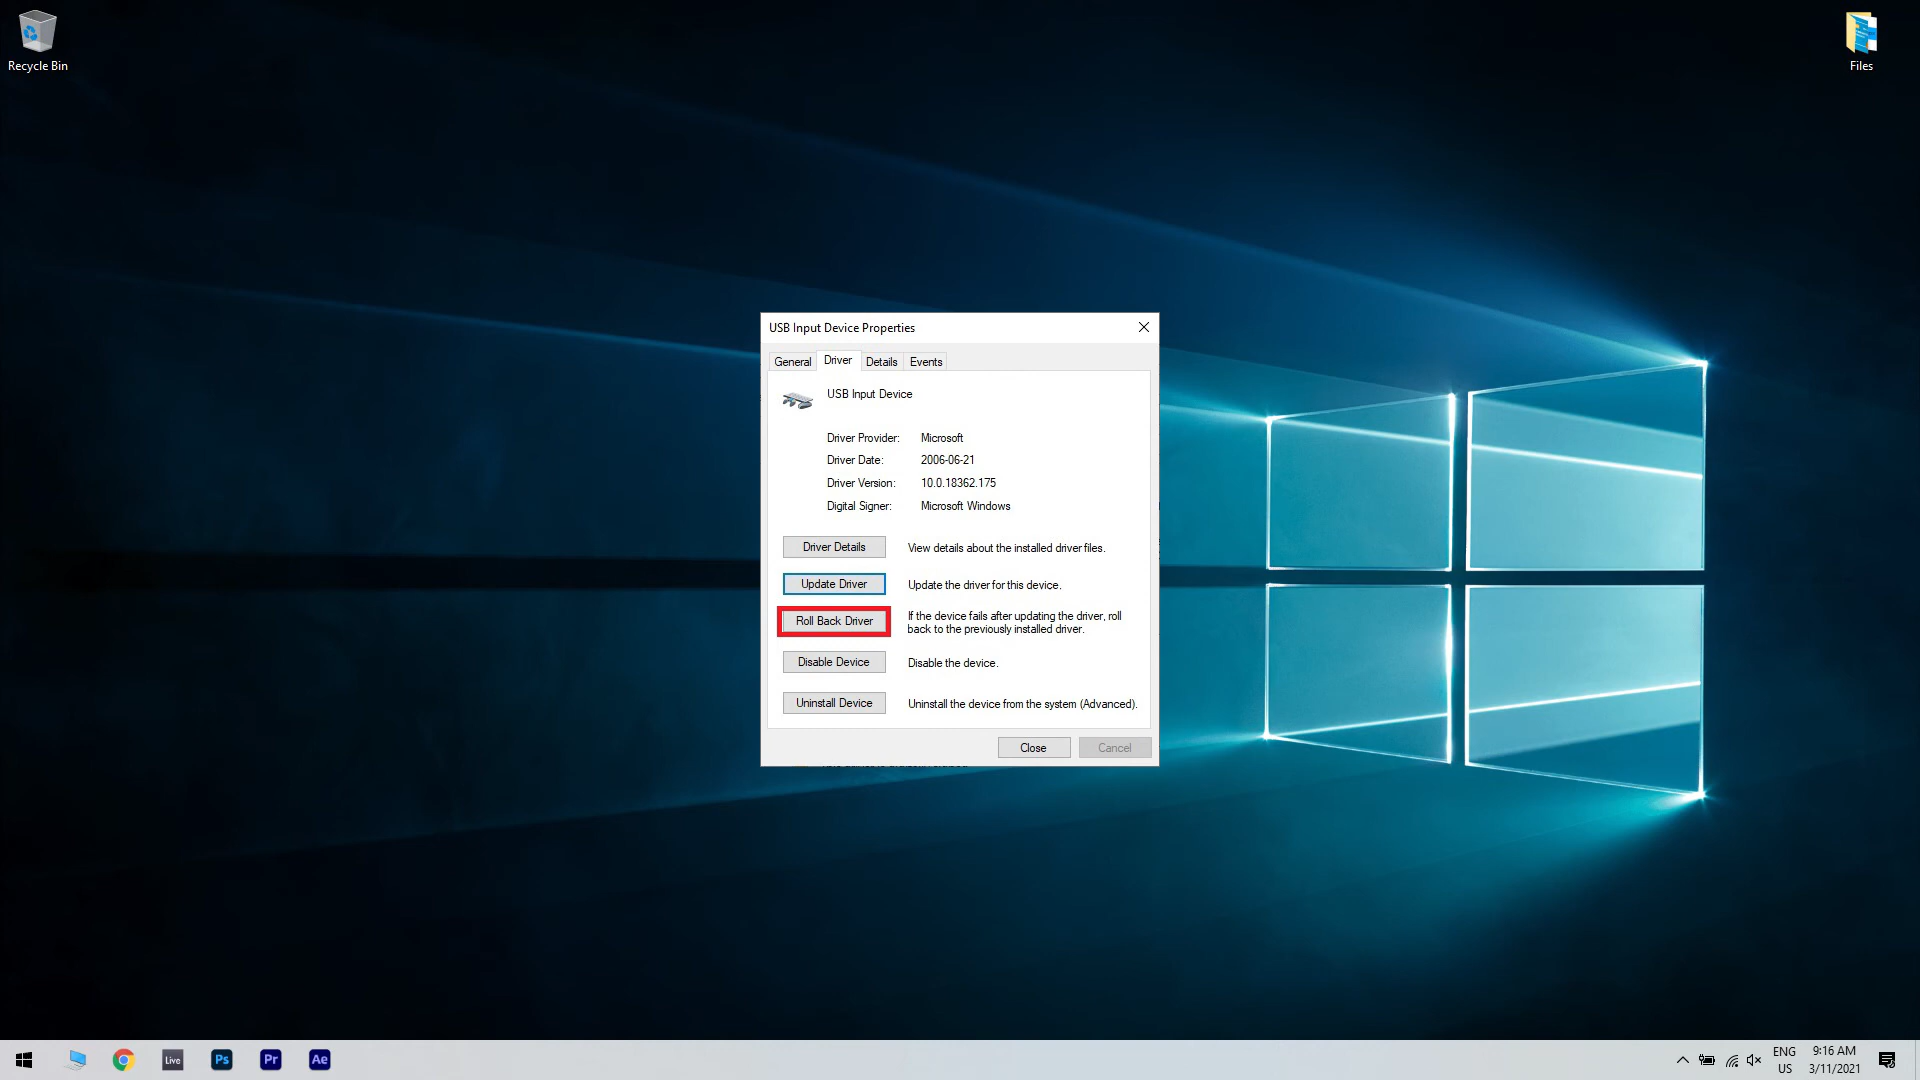 Recycle Bin
Files
USB Input Device Properties
General Driver Details Events
USB Input Device
Driver Provider: Microsoft
Driver Date: 2006-06-21
Driver Version: 10.0.18362.175
Digital Signer: Microsoft Windows
Driver Details View details about the installed driver files.
Update Driver Update the driver for this device.
Roll Back Driver If the device fails after updating the driver, roll
back to the previously installed driver.
Disable Device Disable the device.
Uninstall Device Uninstall the device from the system (Advanced).
Close Cancel
Live Ps Pr Ae
ENG 9:16 AM
US 3/11/2021